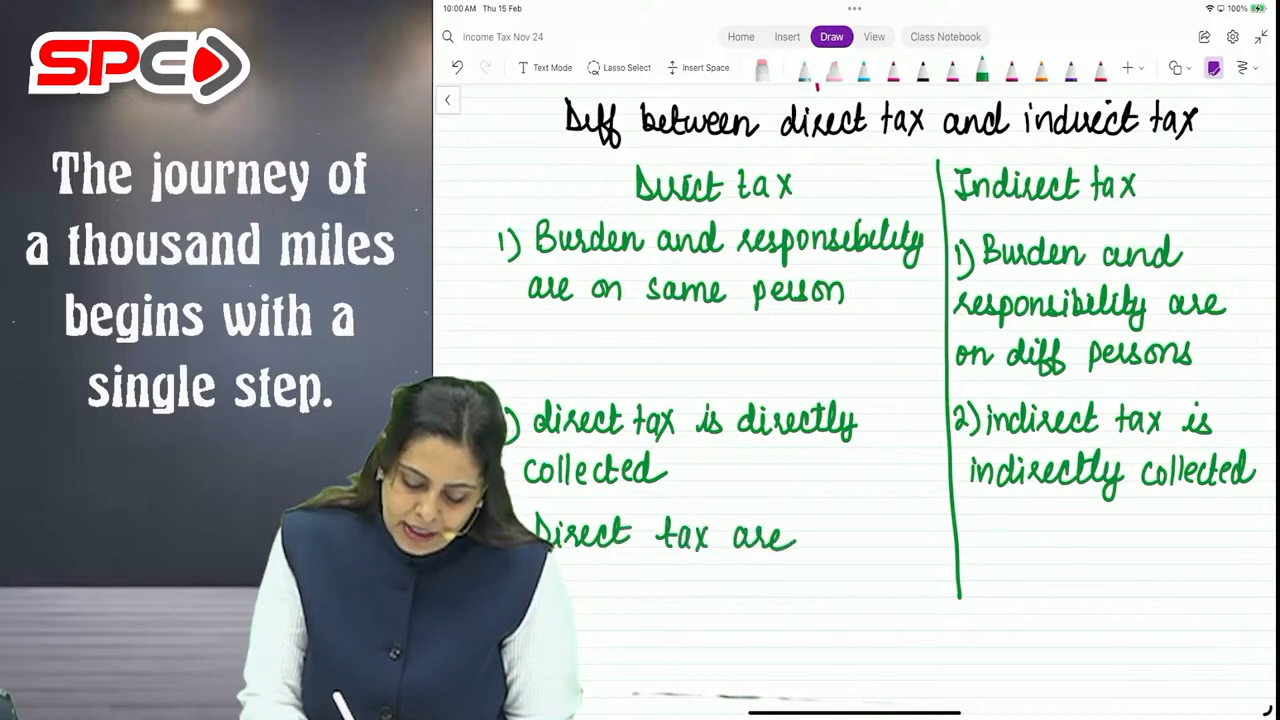 SPC
The journey of
a thousand miles
begins with a
single step.
10:00 AM Thu 15 Feb
100%
Income Tax Nov 24
Home Insert Draw View Class Notebook
Text Mode Lasso Select Insert Space
Diff between direct tax and indirect tax
Direct tax
1) Burden and responsibility
are on same person
) direct tax is directly
collected
Direct tax are
Indirect tax
1) Burden and
responsibility are
on diff persons
2) indirect tax is
indirectly collected